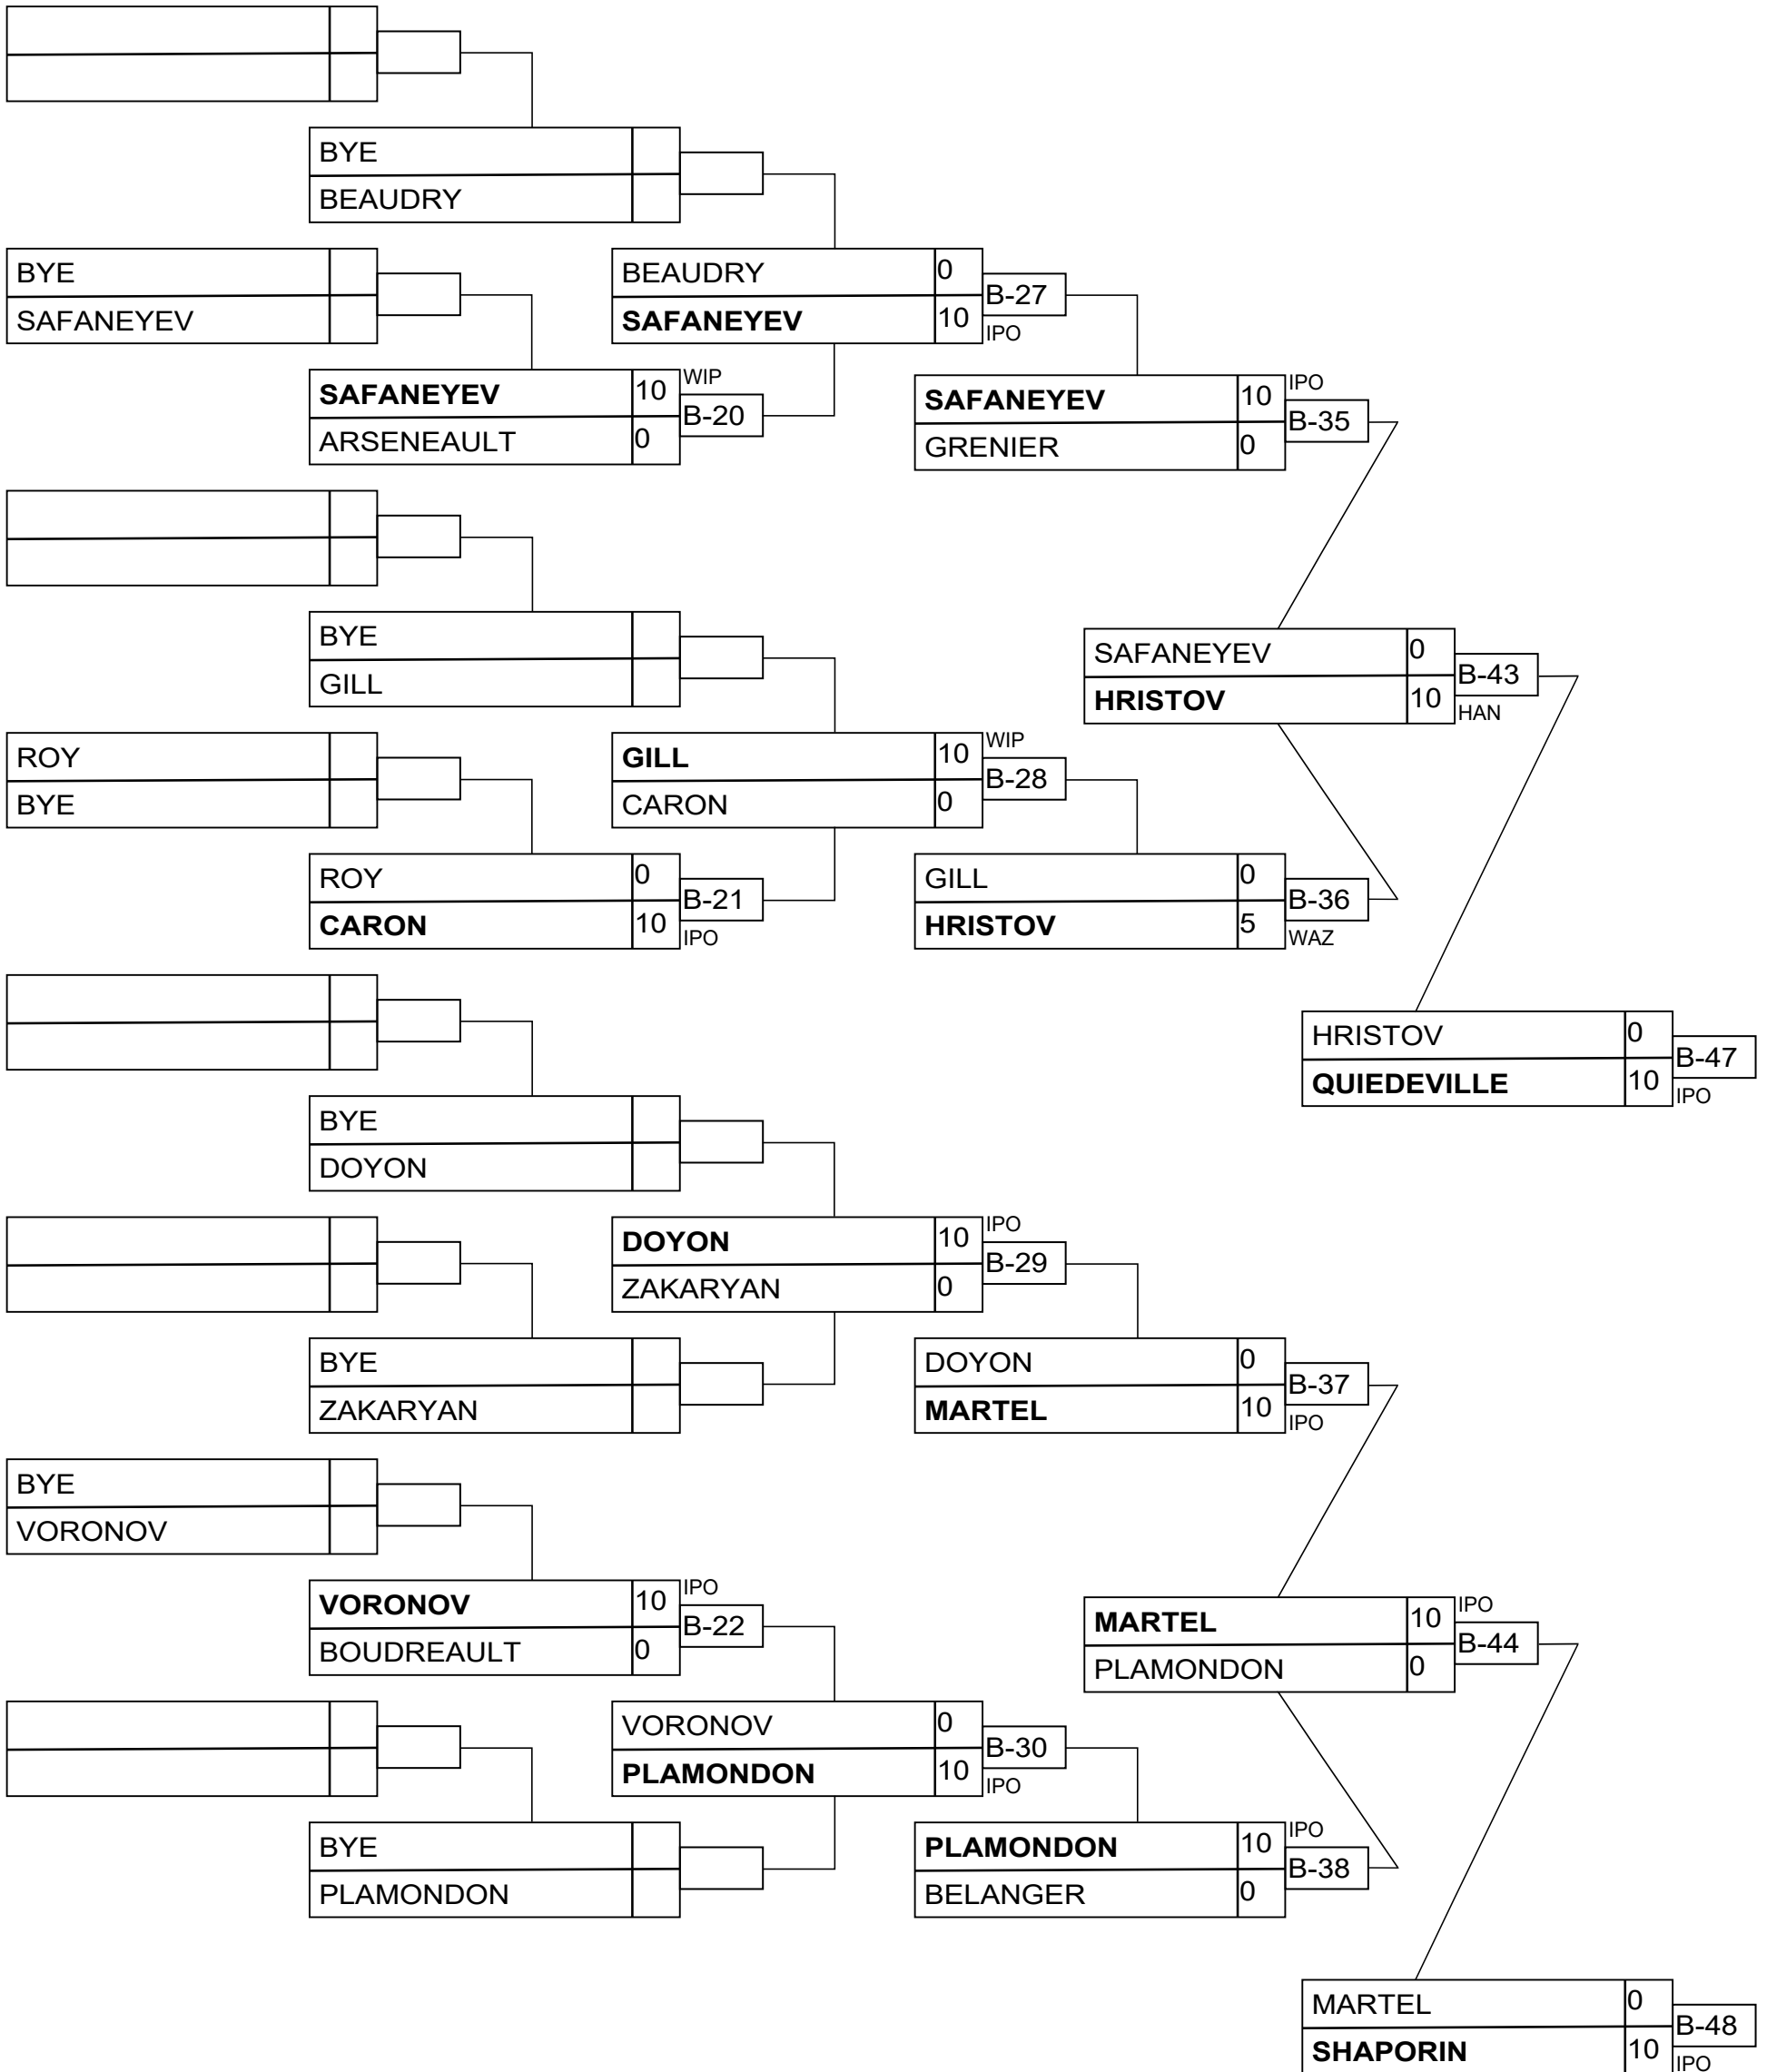 BYE
BEAUDRY
BYE
SAFANEYEV
BEAUDRY 0
B-27
SAFANEYEV 10
IPO
SAFANEYEV 10
WIP
B-20
ARSENEAULT 0
SAFANEYEV 10
IPO
B-35
GRENIER 0
BYE
GILL
SAFANEYEV 0
B-43
HRISTOV 10
HAN
ROY
BYE
GILL 10
WIP
B-28
CARON 0
ROY 0
B-21
CARON 10
IPO
GILL 0
B-36
HRISTOV 5
WAZ
HRISTOV 0
B-47
QUIEDEVILLE 10
IPO
BYE
DOYON
DOYON 10
IPO
B-29
ZAKARYAN 0
BYE
ZAKARYAN
DOYON 0
B-37
MARTEL 10
IPO
BYE
VORONOV
VORONOV 10
IPO
B-22
BOUDREAULT 0
MARTEL 10
IPO
B-44
PLAMONDON 0
VORONOV 0
B-30
PLAMONDON 10
IPO
BYE
PLAMONDON
PLAMONDON 10
IPO
B-38
BELANGER 0
MARTEL 0
B-48
SHAPORIN 10
IPO